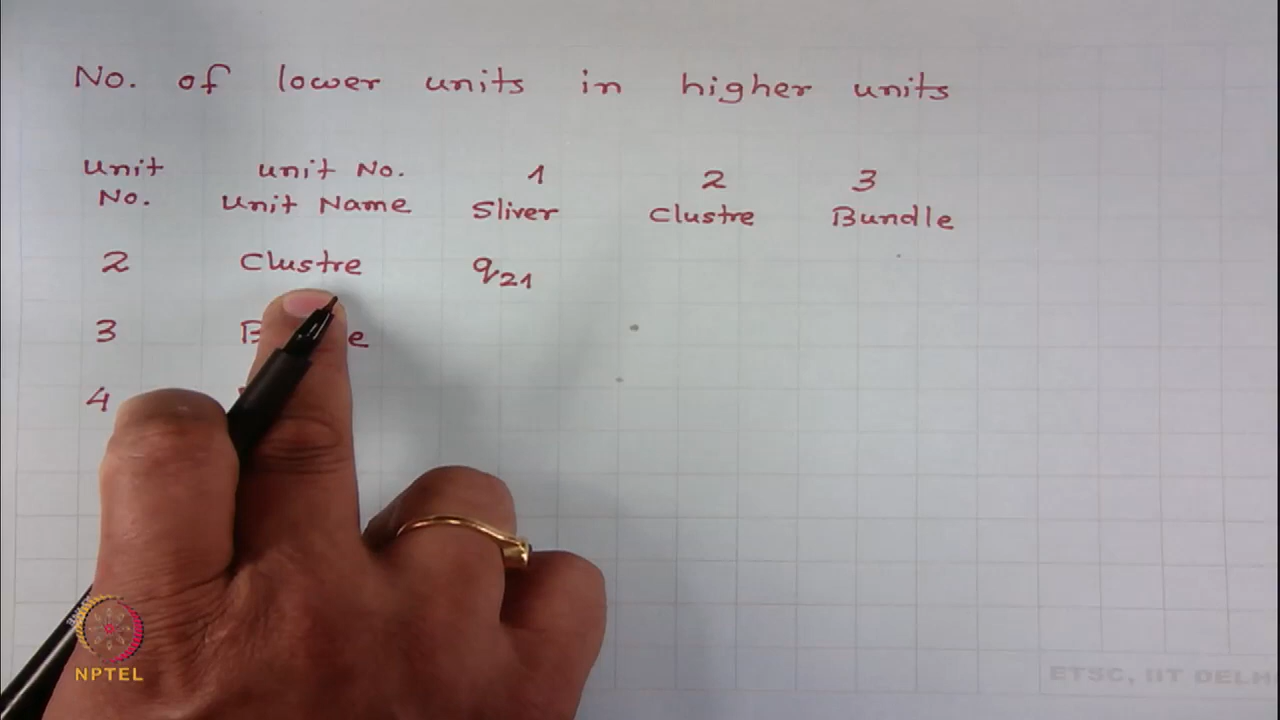 No. of lower units in higher units
Unit No. unit No. 1 2 3
Unit Name Sliver Clustre Bundle
2 Clustre q21
3
4
NPTEL
ETSC, IIT DELHI